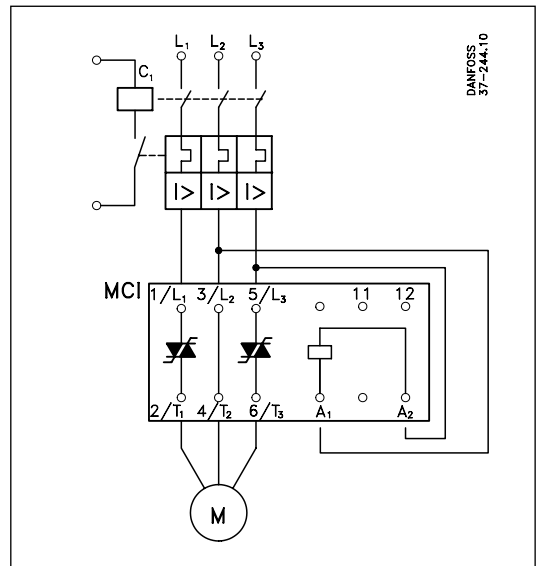 L₁ L₂ L₃
DANFOSS
37-244.10
C₁
I> I> I>
MCI 1/L₁ 3/L₂ 5/L₃ 11 12
2/T₁ 4/T₂ 6/T₃ A₁ A₂
M